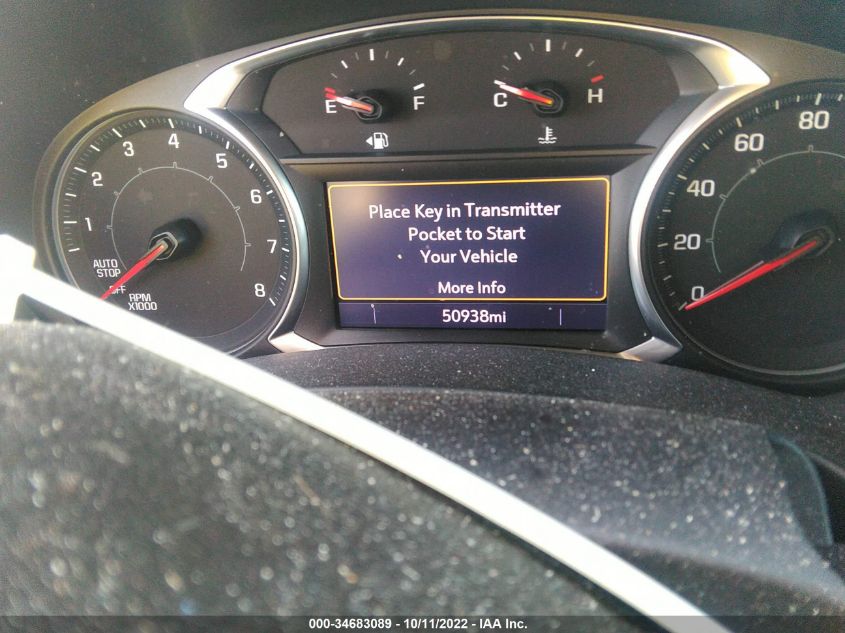 E F
C H
1
2
3
4
5
6
7
8
AUTO
STOP
OFF
RPM
X1000
Place Key in Transmitter
Pocket to Start
Your Vehicle
More Info
50938mi
0
20
40
60
80
000-34683089 - 10/11/2022 - IAA Inc.